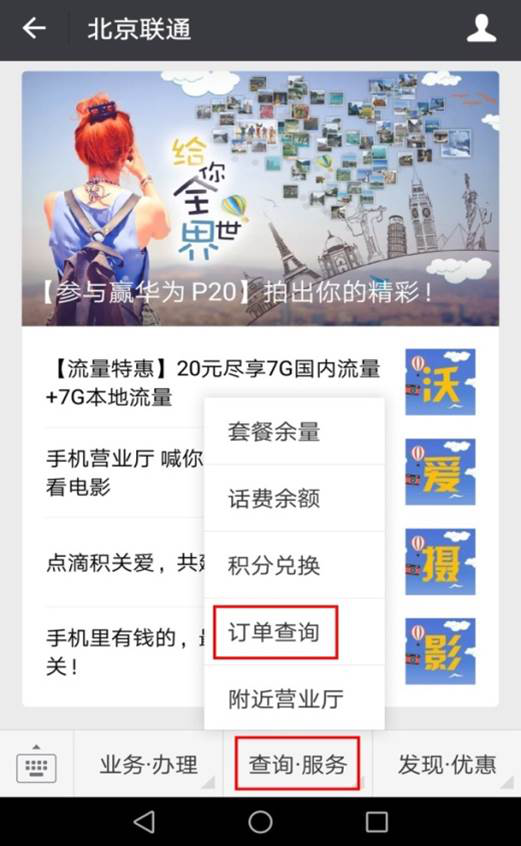 北京联通
给你全世界
【参与赢华为 P20】拍出你的精彩！
【流量特惠】20元尽享7G国内流量
+7G本地流量
沃
手机营业厅 喊你
看电影
爱
点滴积关爱，共
摄
手机里有钱的，
关！
影
套餐余量
话费余额
积分兑换
订单查询
附近营业厅
业务·办理
查询·服务
发现·优惠